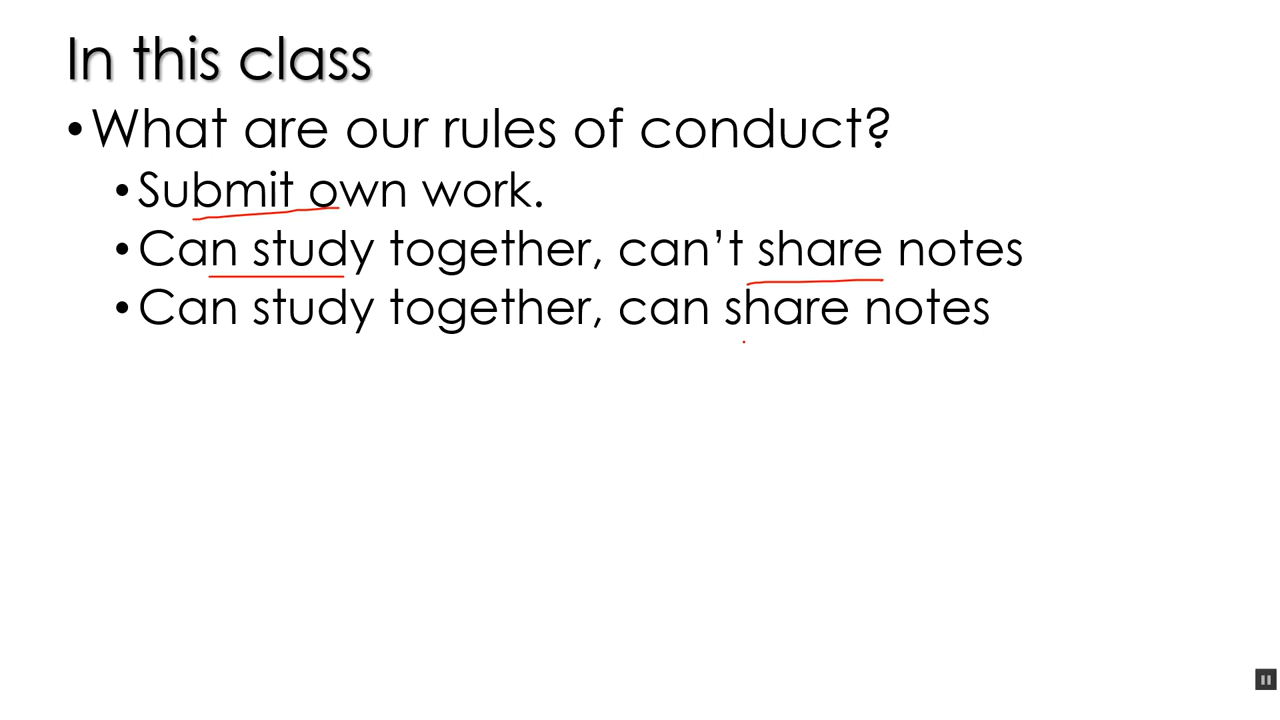 In this class
• What are our rules of conduct?
• Submit own work.
• Can study together, can’t share notes
• Can study together, can share notes